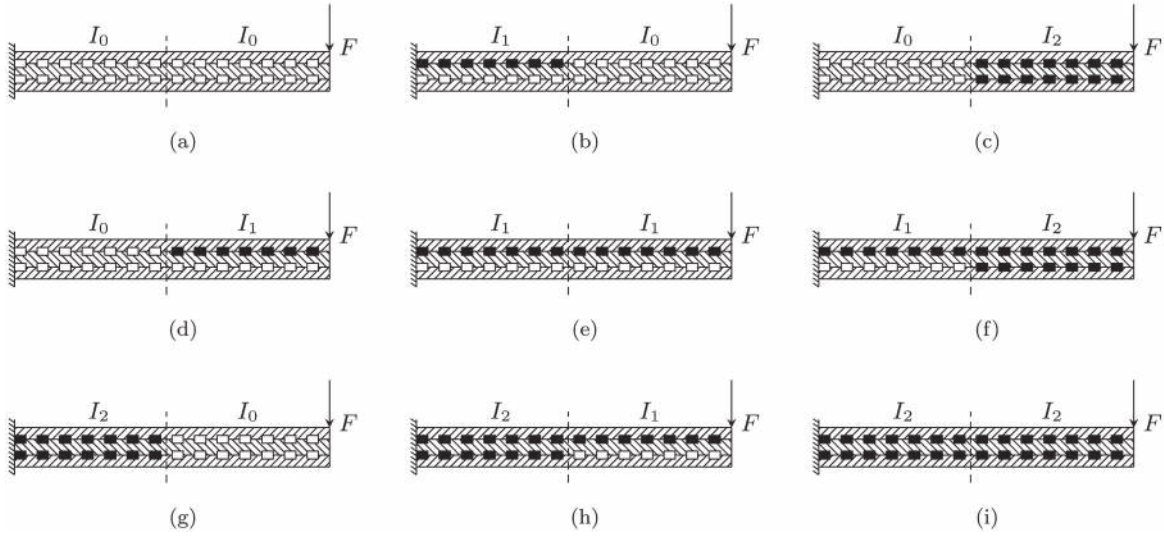 I₀ I₀ F I₁ I₀ F I₀ I₂ F
(a) (b) (c)
I₀ I₁ F I₁ I₁ F I₁ I₂ F
(d) (e) (f)
I₂ I₀ F I₂ I₁ F I₂ I₂ F
(g) (h) (i)